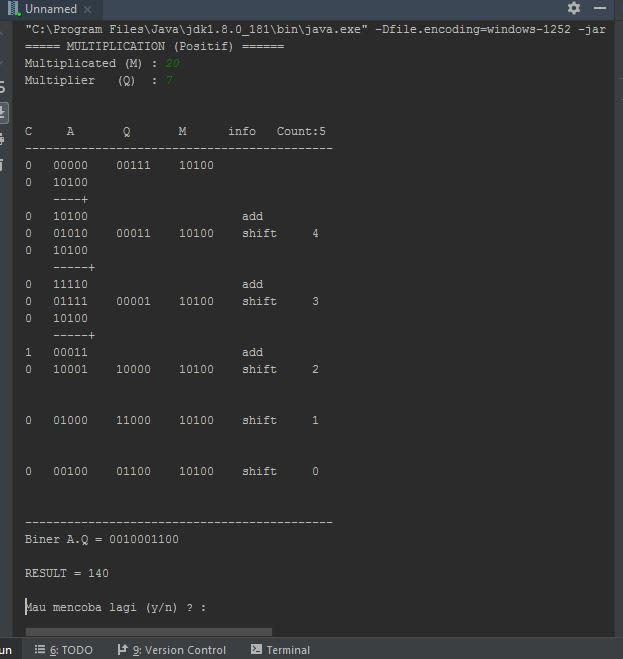 Unnamed ×
"C:\Program Files\Java\jdk1.8.0_181\bin\java.exe" -Dfile.encoding=windows-1252 -jar
===== MULTIPLICATION (Positif) ======
Multiplicated (M) : 20
Multiplier   (Q)  : 7
C     A       Q       M      info   Count:5
--------------------------------------------
0   00000    00111    10100
0   10100
    ----+
0   10100                      add
0   01010    00011    10100    shift     4
0   10100
    -----+
0   11110                      add
0   01111    00001    10100    shift     3
0   10100
    -----+
1   00011                      add
0   10001    10000    10100    shift     2
0   01000    11000    10100    shift     1
0   00100    01100    10100    shift     0
--------------------------------------------
Biner A.Q = 0010001100
RESULT = 140
Mau mencoba lagi (y/n) ? :
un 6: TODO 9: Version Control Terminal